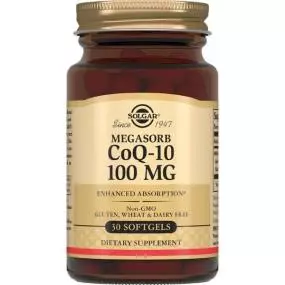 SOLGAR
Since 1947
MEGASORB
CoQ-10
100 MG
ENHANCED ABSORPTION*
Non-GMO
GLUTEN, WHEAT & DAIRY FREE
30 SOFTGELS
DIETARY SUPPLEMENT